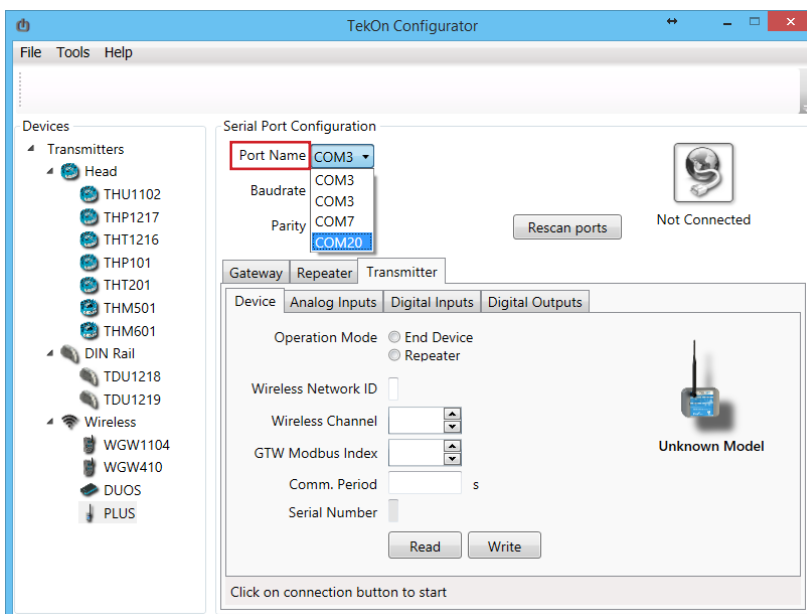 TekOn Configurator
File Tools Help
Devices
Transmitters
Head
THU1102
THP1217
THT1216
THP101
THT201
THM501
THM601
DIN Rail
TDU1218
TDU1219
Wireless
WGW1104
WGW410
DUOS
PLUS
Serial Port Configuration
Port Name COM3
COM3
COM3
COM7
COM20
Baudrate
Parity
Rescan ports
Not Connected
Gateway Repeater Transmitter
Device Analog Inputs Digital Inputs Digital Outputs
Operation Mode End Device
Repeater
Wireless Network ID
Wireless Channel
GTW Modbus Index
Comm. Period s
Serial Number
Unknown Model
Read Write
Click on connection button to start